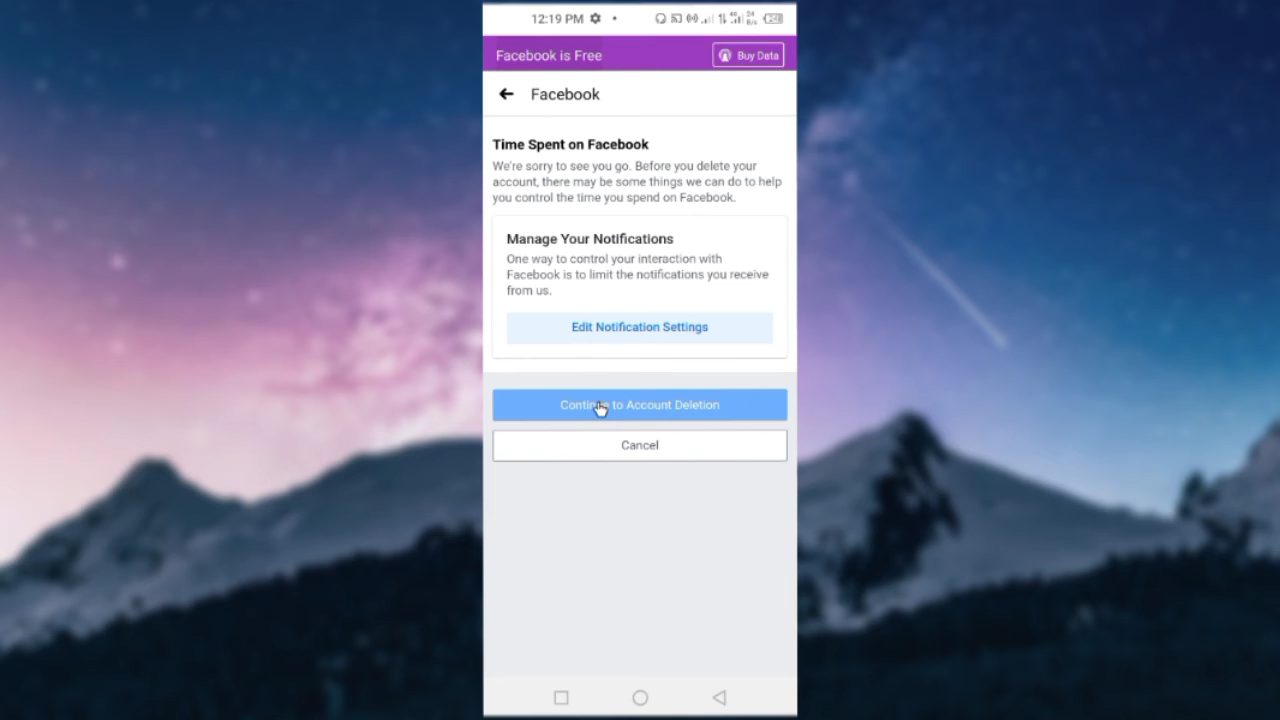 12:19 PM
Facebook is Free
Buy Data
Facebook
Time Spent on Facebook
We're sorry to see you go. Before you delete your
account, there may be some things we can do to help
you control the time you spend on Facebook.
Manage Your Notifications
One way to control your interaction with
Facebook is to limit the notifications you receive
from us.
Edit Notification Settings
Continue to Account Deletion
Cancel